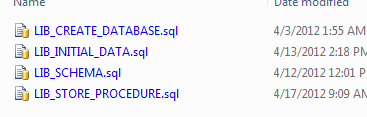 Name Date modified
LIB_CREATE_DATABASE.sql 4/3/2012 1:55 AM
LIB_INITIAL_DATA.sql 4/13/2012 2:18 PM
LIB_SCHEMA.sql 4/12/2012 12:01 P
LIB_STORE_PROCEDURE.sql 4/17/2012 9:09 AM